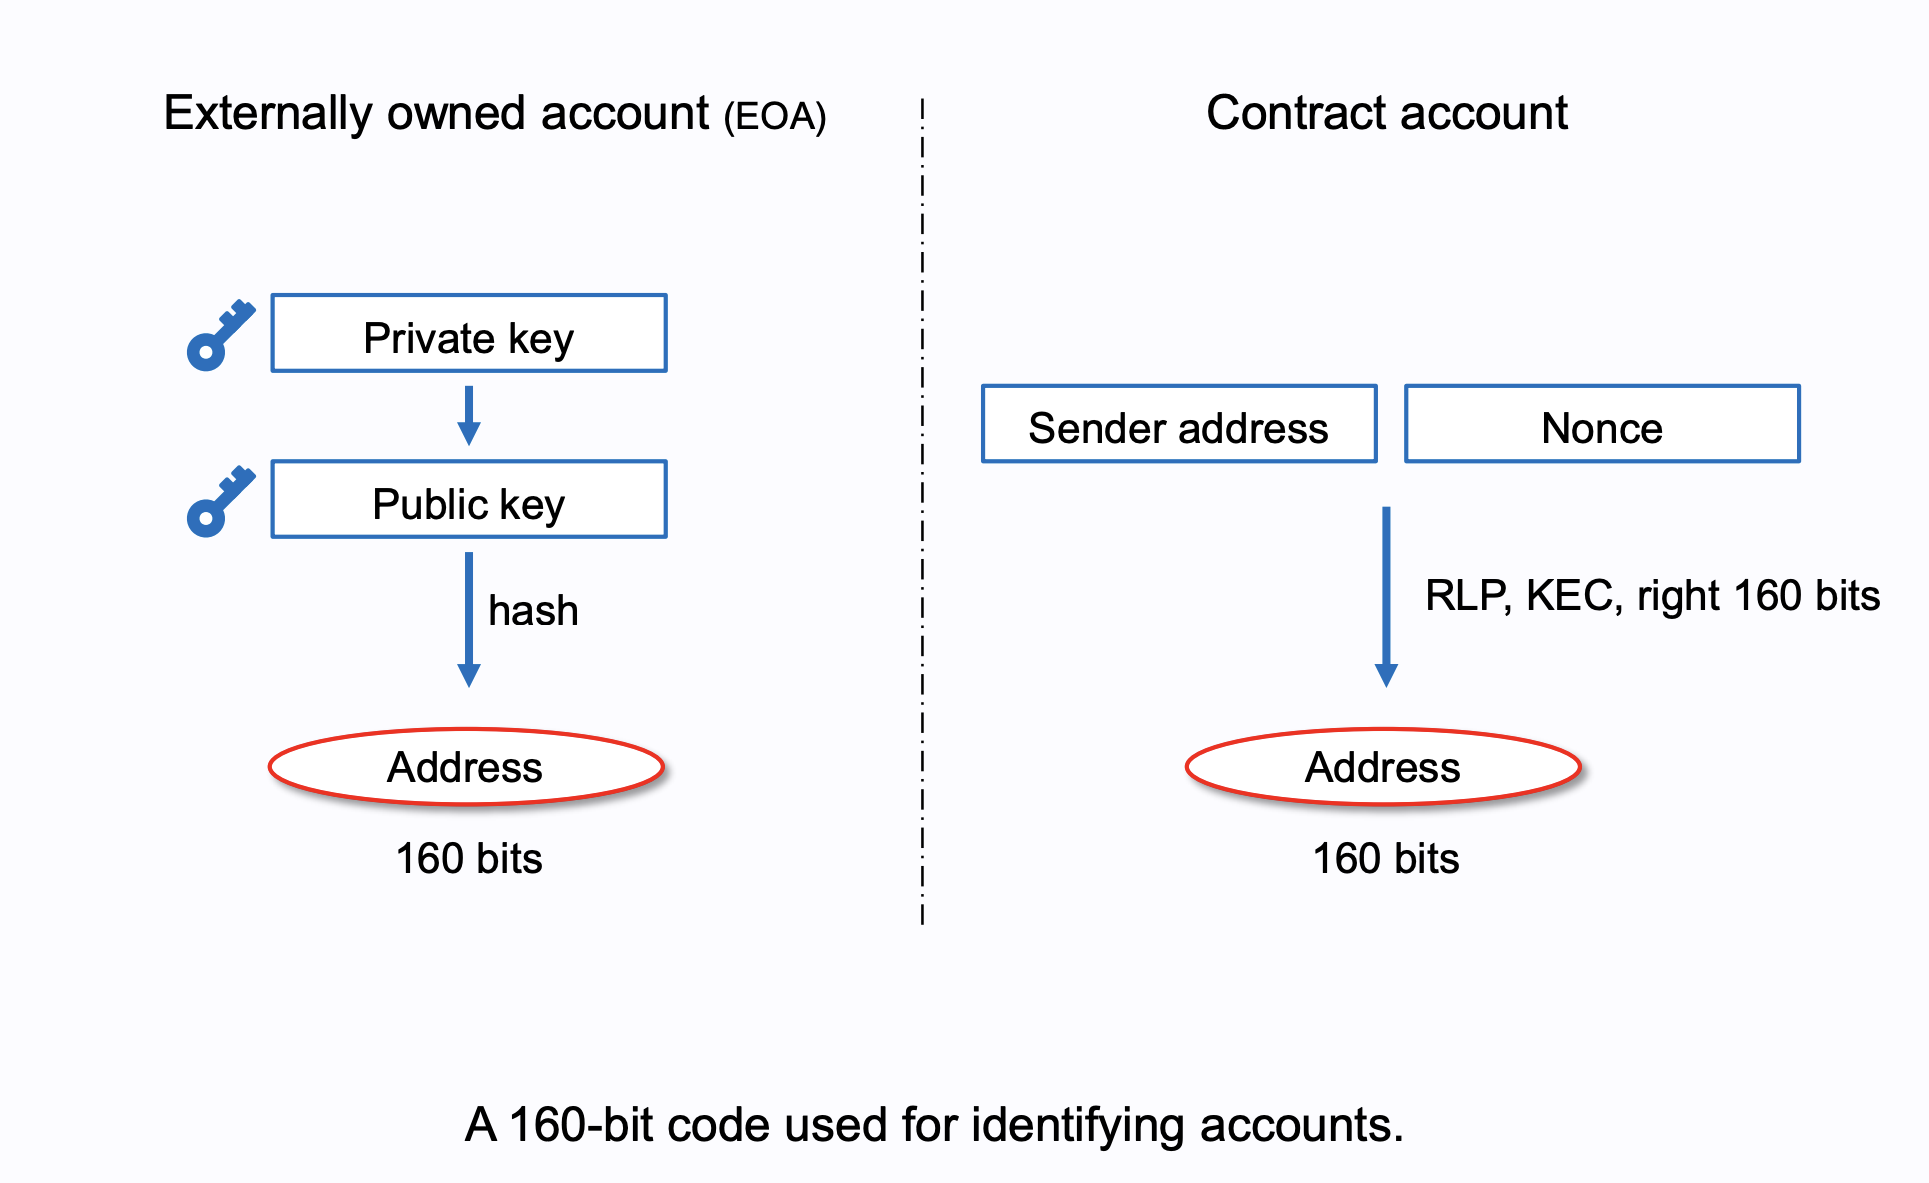 Externally owned account (EOA)
Private key
Public key
hash
Address
160 bits
Contract account
Sender address
Nonce
RLP, KEC, right 160 bits
Address
160 bits
A 160-bit code used for identifying accounts.